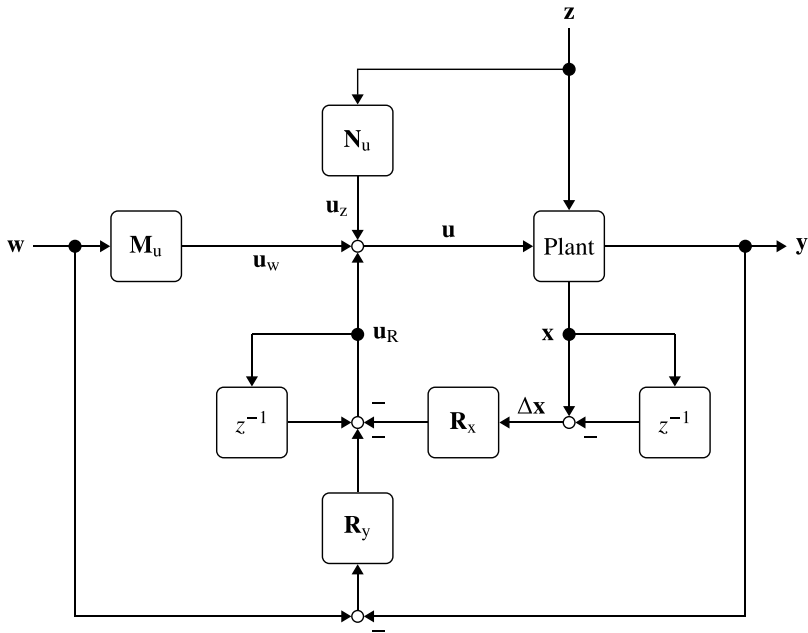 z
N_u
u_z
w
M_u
u_w
u
Plant
y
u_R
x
z^{-1}
−
−
R_x
Δx
−
z^{-1}
R_y
−